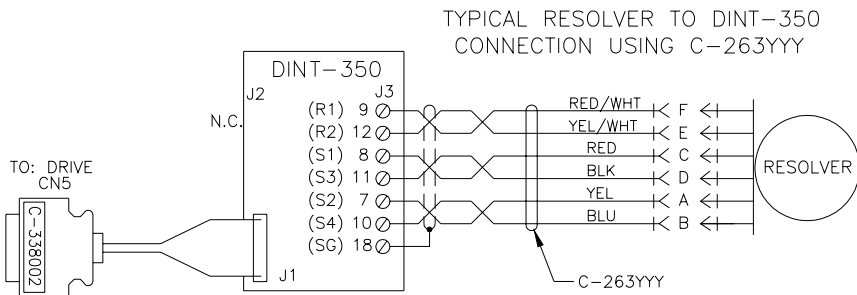 TYPICAL RESOLVER TO DINT-350
CONNECTION USING C-263YYY
DINT-350
J2
J3
N.C.
(R1) 9
RED/WHT
F
(R2) 12
YEL/WHT
E
(S1) 8
RED
C
(S3) 11
BLK
D
(S2) 7
YEL
A
(S4) 10
BLU
B
(SG) 18
RESOLVER
TO: DRIVE
CN5
C-338002
J1
C-263YYY